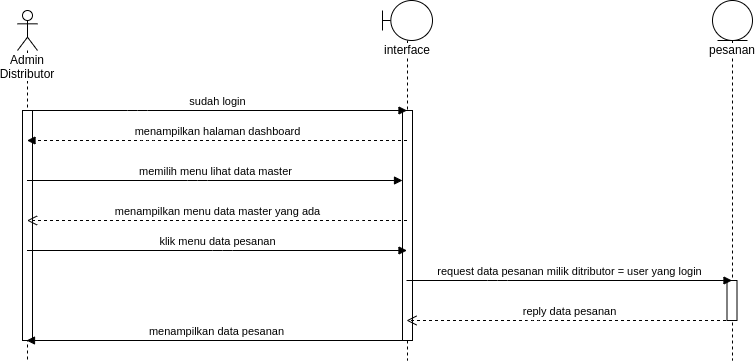 Admin
Distributor
interface
pesanan
sudah login
menampilkan halaman dashboard
memilih menu lihat data master
menampilkan menu data master yang ada
klik menu data pesanan
request data pesanan milik ditributor = user yang login
reply data pesanan
menampilkan data pesanan